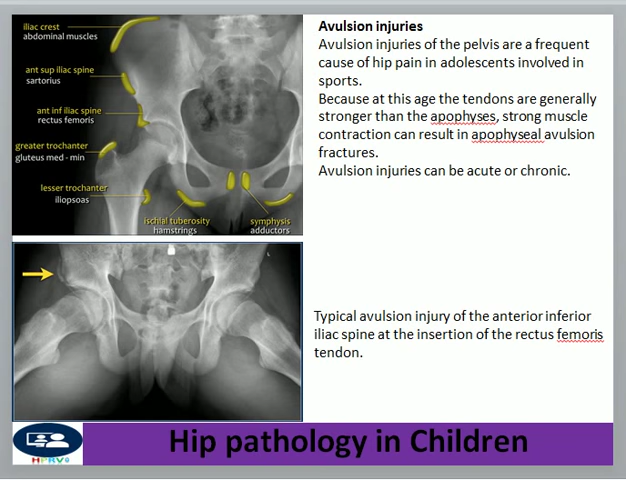 iliac crest
abdominal muscles
ant sup iliac spine
sartorius
ant inf iliac spine
rectus femoris
greater trochanter
gluteus med - min
lesser trochanter
iliopsoas
ischial tuberosity
hamstrings
symphysis
adductors
Avulsion injuries
Avulsion injuries of the pelvis are a frequent
cause of hip pain in adolescents involved in
sports.
Because at this age the tendons are generally
stronger than the apophyses, strong muscle
contraction can result in apophyseal avulsion
fractures.
Avulsion injuries can be acute or chronic.
Typical avulsion injury of the anterior inferior
iliac spine at the insertion of the rectus femoris
tendon.
Hip pathology in Children